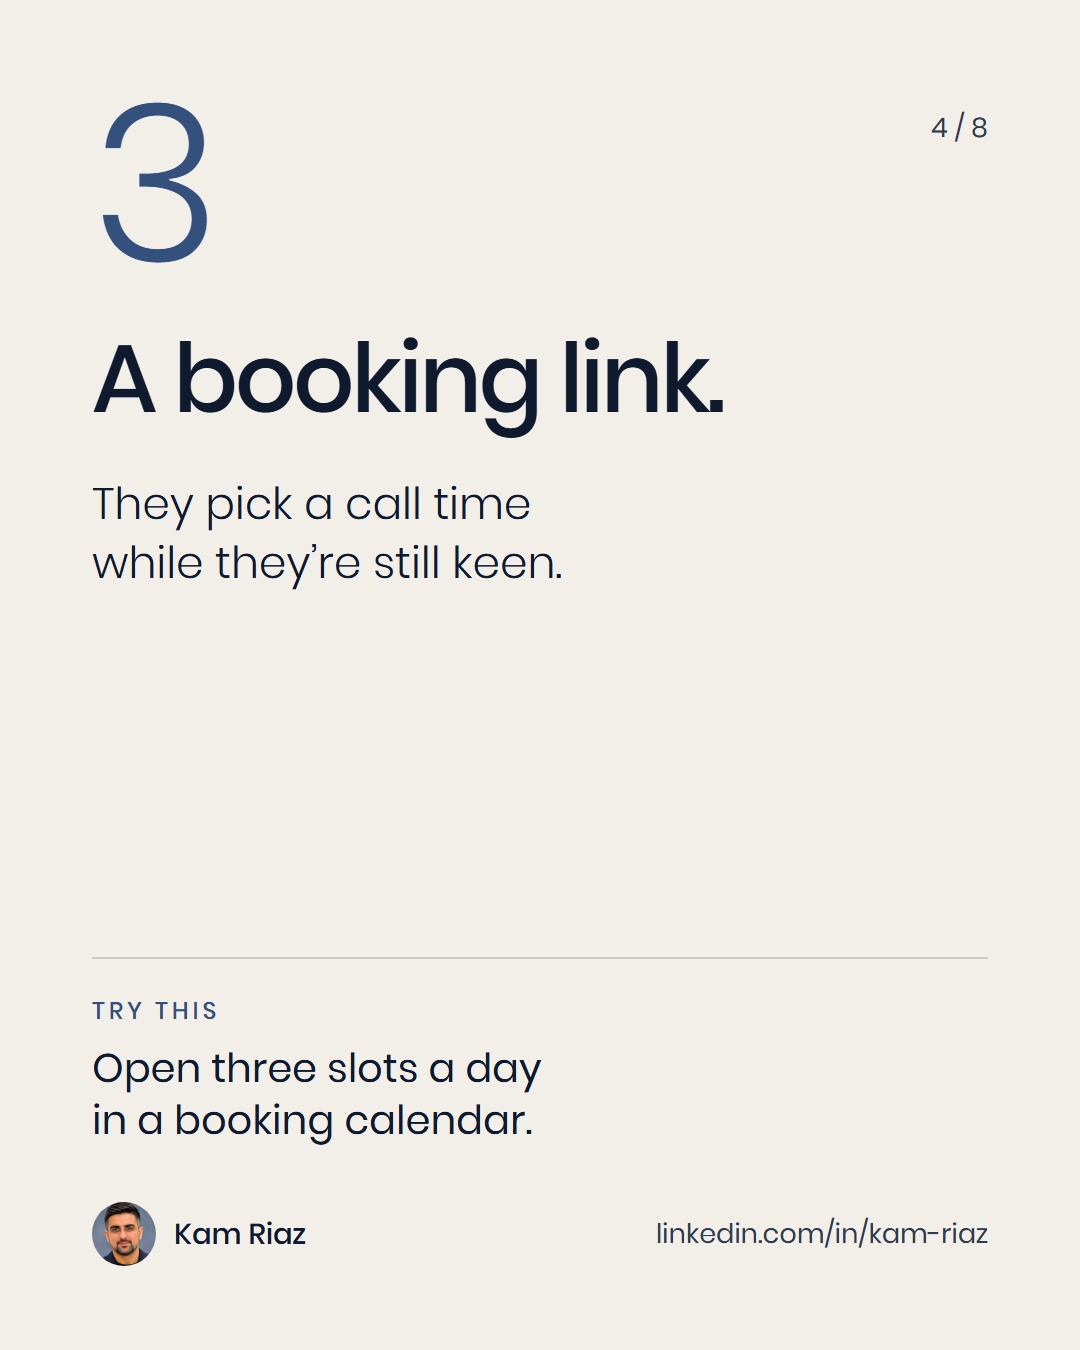 3
4 / 8
A booking link.
They pick a call time
while they’re still keen.
TRY THIS
Open three slots a day
in a booking calendar.
Kam Riaz
linkedin.com/in/kam-riaz